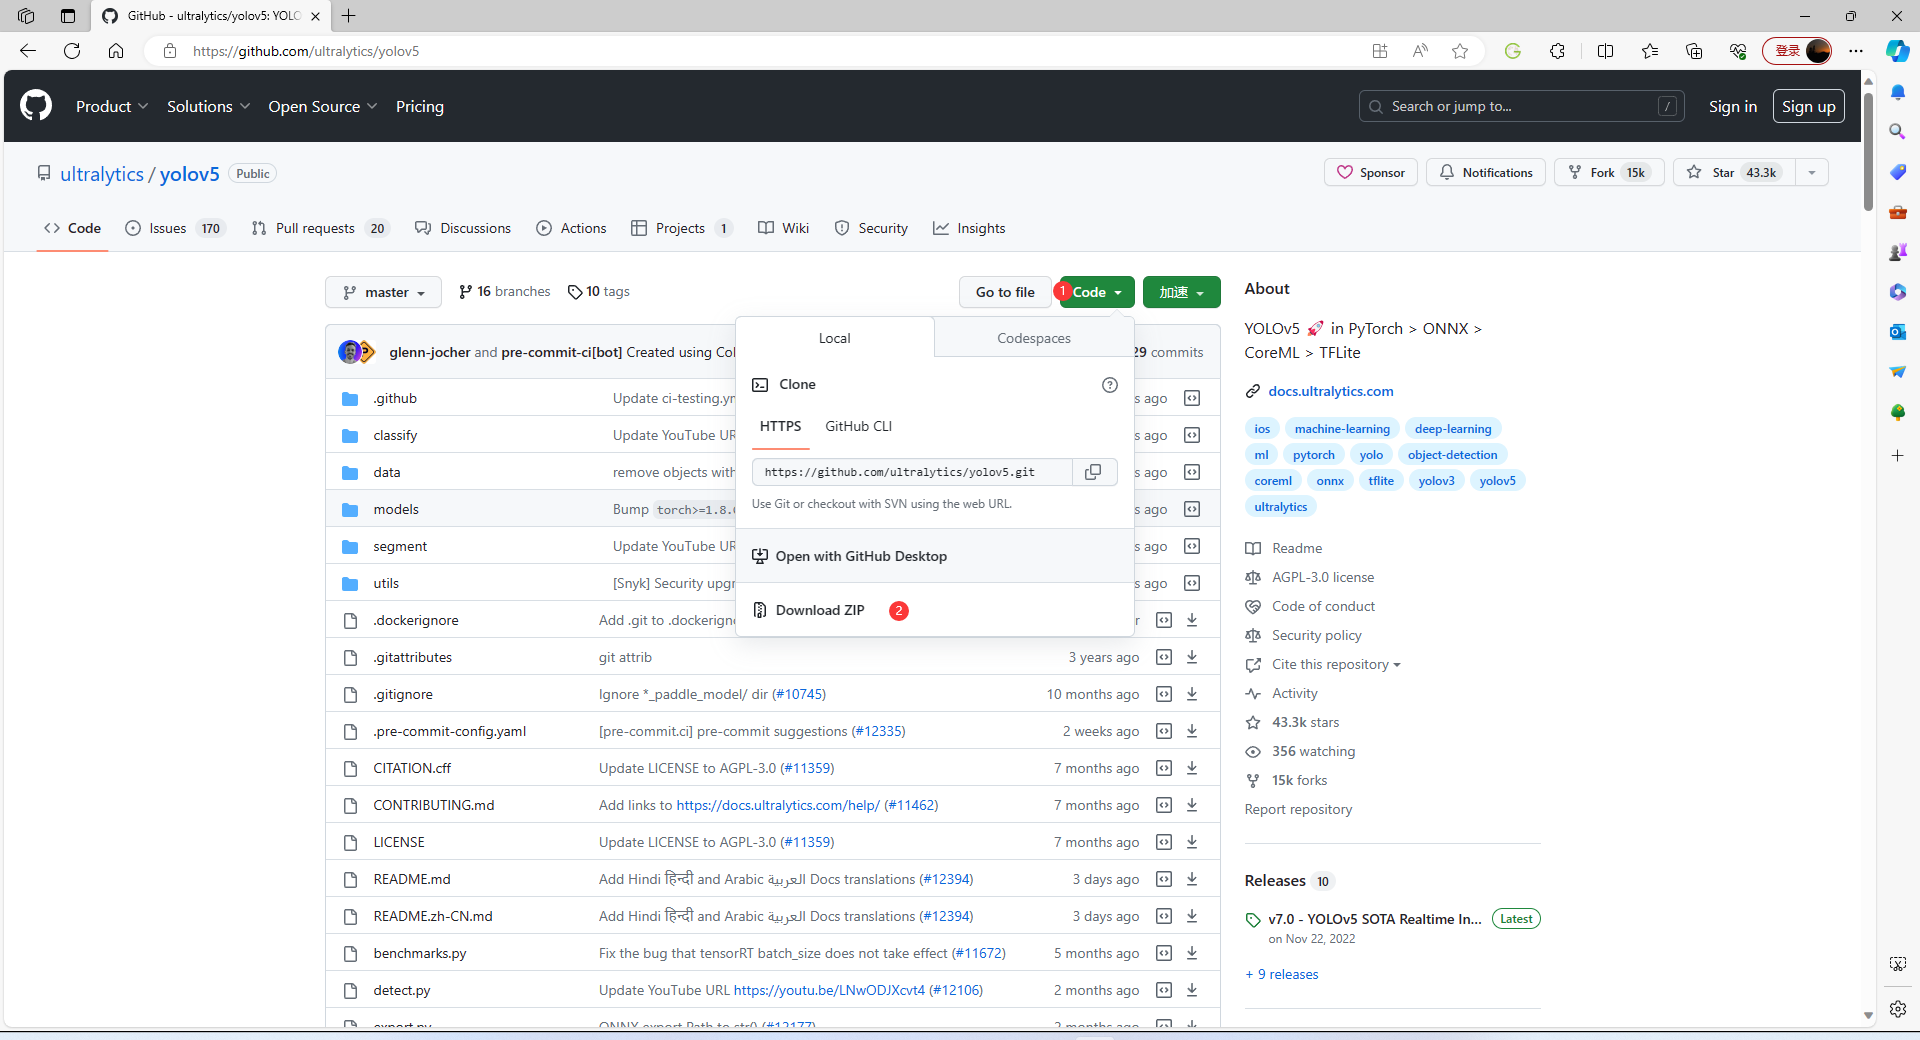 GitHub - ultralytics/yolov5: YOLO
https://github.com/ultralytics/yolov5
登录
Product
Solutions
Open Source
Pricing
Search or jump to...
/
Sign in
Sign up
ultralytics / yolov5 Public
Sponsor
Notifications
Fork 15k
Star 43.3k
Code
Issues 170
Pull requests 20
Discussions
Actions
Projects 1
Wiki
Security
Insights
master
16 branches
10 tags
Go to file
1
Code
加速
Local
Codespaces
Clone
HTTPS
GitHub CLI
https://github.com/ultralytics/yolov5.git
Use Git or checkout with SVN using the web URL.
Open with GitHub Desktop
Download ZIP 2
glenn-jocher and pre-commit-ci[bot] Created using Col
29 commits
.github Update ci-testing.ym s ago
classify Update YouTube UR s ago
data remove objects with s ago
models Bump torch>=1.8. s ago
segment Update YouTube UR s ago
utils [Snyk] Security upgr s ago
.dockerignore Add .git to .dockerigno r
.gitattributes git attrib 3 years ago
.gitignore Ignore *_paddle_model/ dir (#10745) 10 months ago
.pre-commit-config.yaml [pre-commit.ci] pre-commit suggestions (#12335) 2 weeks ago
CITATION.cff Update LICENSE to AGPL-3.0 (#11359) 7 months ago
CONTRIBUTING.md Add links to https://docs.ultralytics.com/help/ (#11462) 7 months ago
LICENSE Update LICENSE to AGPL-3.0 (#11359) 7 months ago
README.md Add Hindi हिन्दी and Arabic العربية Docs translations (#12394) 3 days ago
README.zh-CN.md Add Hindi हिन्दी and Arabic العربية Docs translations (#12394) 3 days ago
benchmarks.py Fix the bug that tensorRT batch_size does not take effect (#11672) 5 months ago
detect.py Update YouTube URL https://youtu.be/LNwODJXcvt4 (#12106) 2 months ago
export.py ONNX export Path to str() (#12177) 2 months ago
About
YOLOv5 🚀 in PyTorch > ONNX >
CoreML > TFLite
docs.ultralytics.com
ios machine-learning deep-learning
ml pytorch yolo object-detection
coreml onnx tflite yolov3 yolov5
ultralytics
Readme
AGPL-3.0 license
Code of conduct
Security policy
Cite this repository
Activity
43.3k stars
356 watching
15k forks
Report repository
Releases 10
v7.0 - YOLOv5 SOTA Realtime In... Latest
on Nov 22, 2022
+ 9 releases